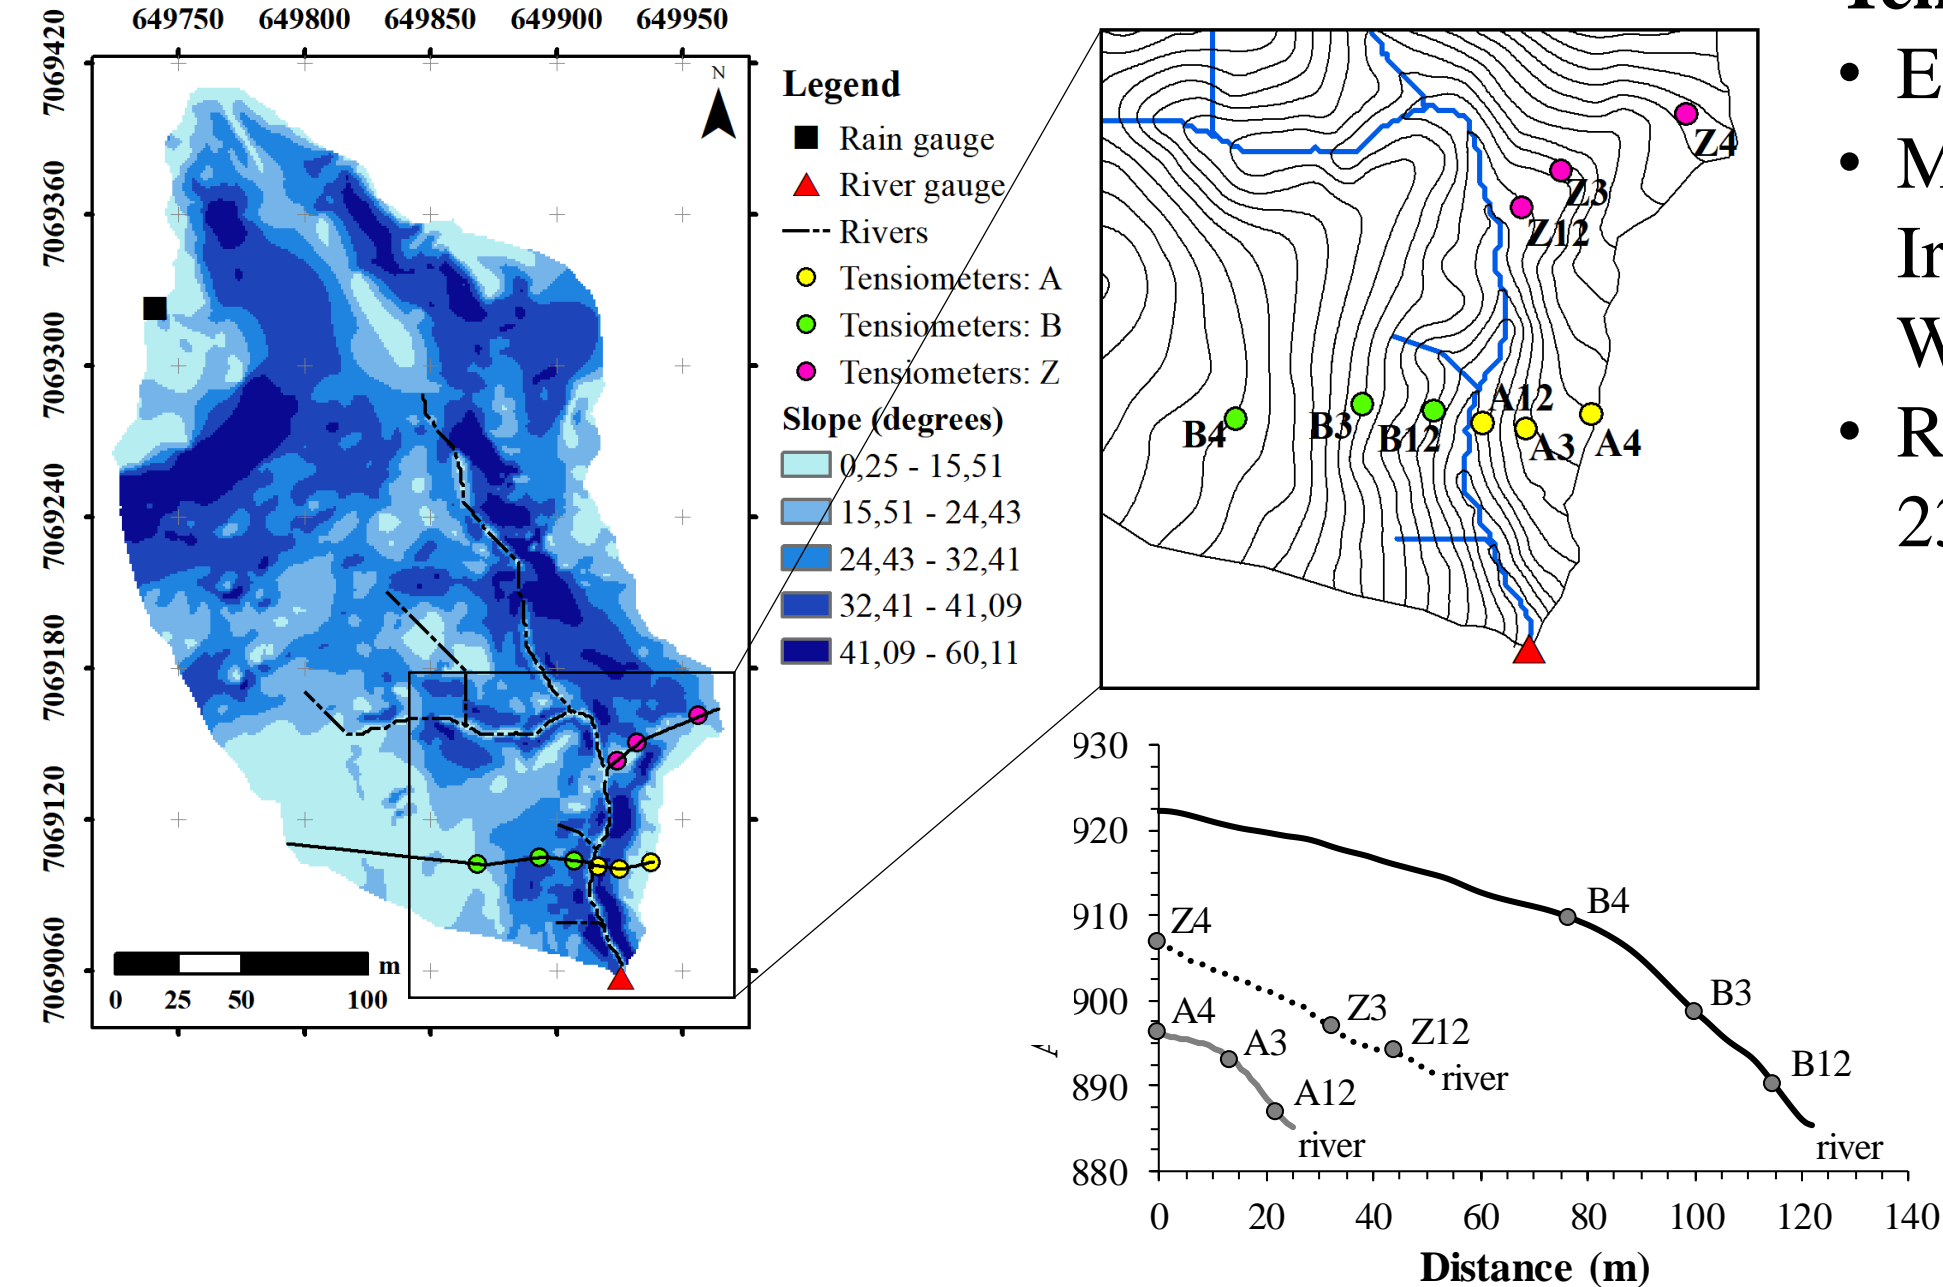 649750 649800 649850 649900 649950
7069420
7069360
7069300
7069240
7069180
7069120
7069060
N
0 25 50 100 m
Legend
Rain gauge
River gauge
Rivers
Tensiometers: A
Tensiometers: B
Tensiometers: Z
Slope (degrees)
0,25 - 15,51
15,51 - 24,43
24,43 - 32,41
32,41 - 41,09
41,09 - 60,11
Z4
Z3
Z12
A12
B4
B3
B12
A3
A4
930
920
910
900
890
880
B4
Z4
B3
A4
Z3
Z12
A3
B12
river
A12
river
river
0 20 40 60 80 100 120 140
Distance (m)
• E
• M
In
W
• R
23